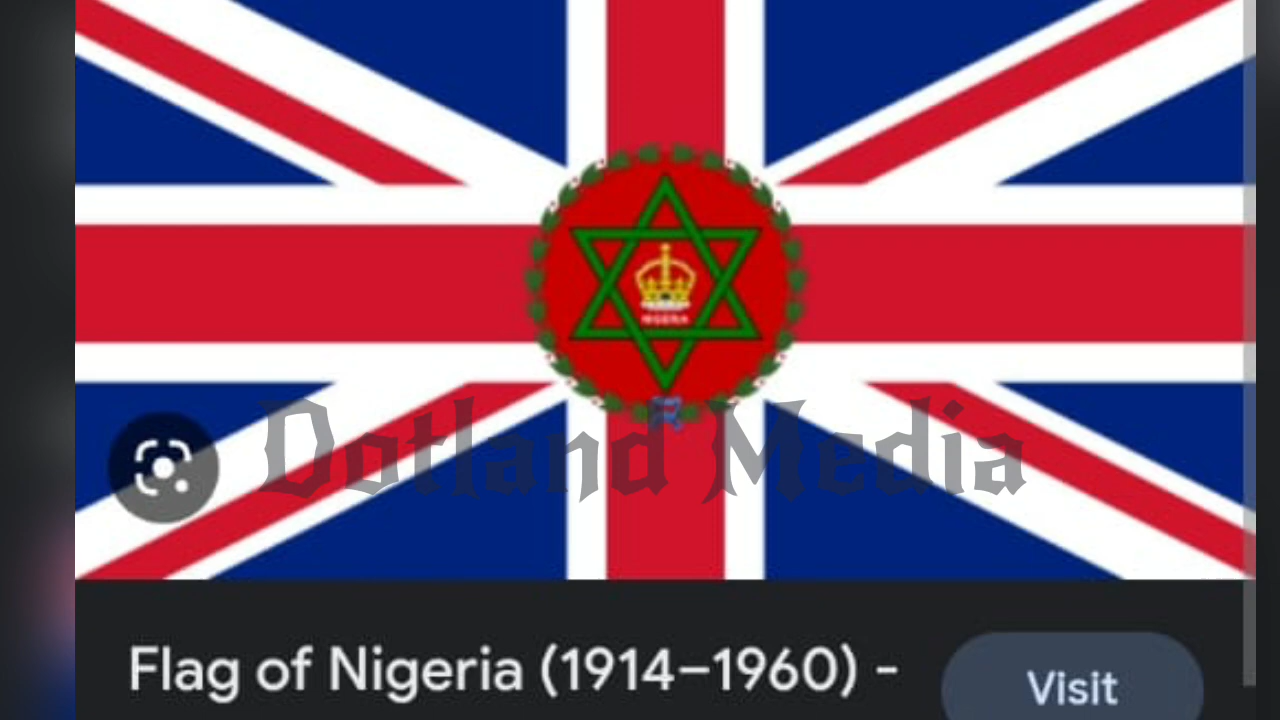 NIGERIA
Dotland Media
Flag of Nigeria (1914–1960) -
Visit